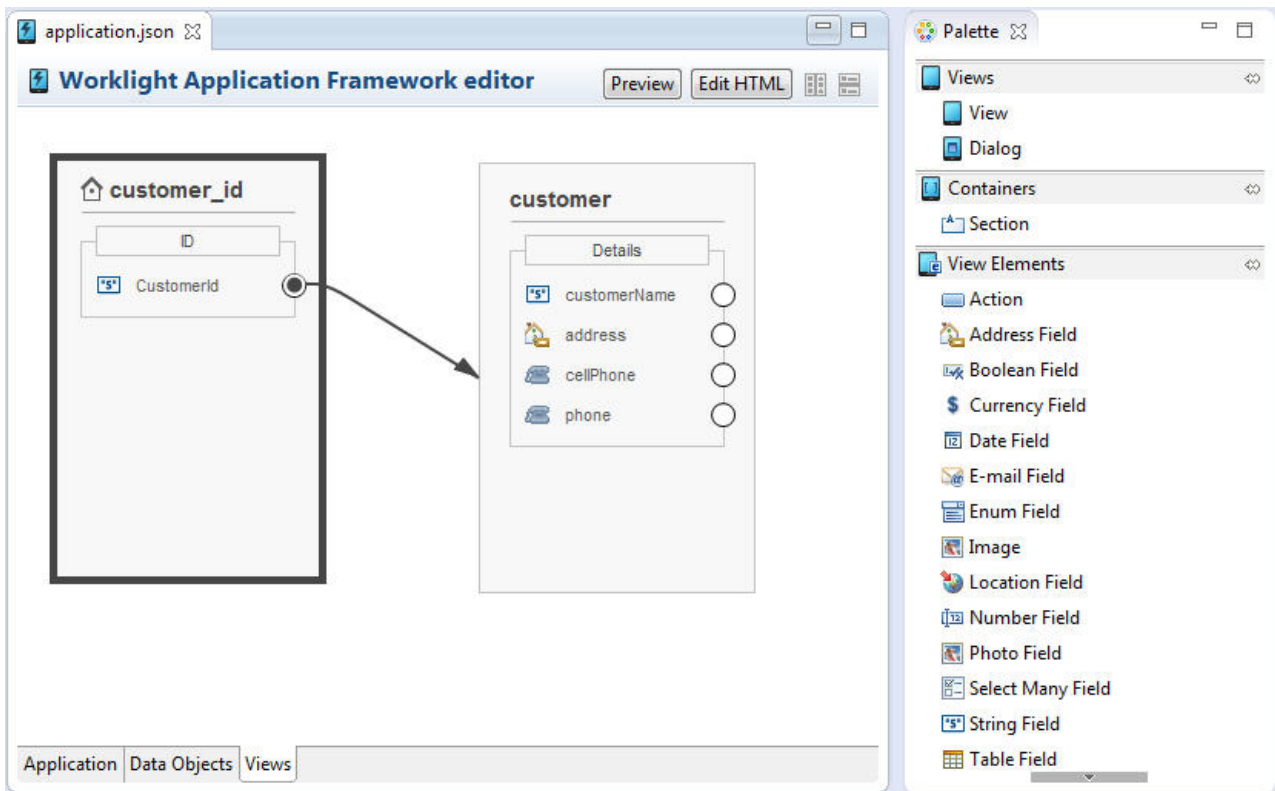 application.json
Worklight Application Framework editor
Preview
Edit HTML
customer_id
ID
"S" CustomerId
customer
Details
"S" customerName
address
cellPhone
phone
Application
Data Objects
Views
Palette
Views
View
Dialog
Containers
Section
View Elements
Action
Address Field
Boolean Field
$ Currency Field
12 Date Field
E-mail Field
Enum Field
Image
Location Field
12 Number Field
Photo Field
Select Many Field
"S" String Field
Table Field